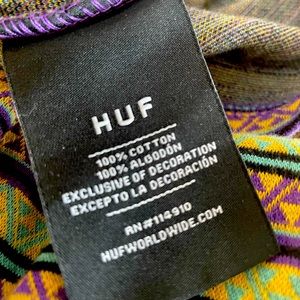 HUF
100% COTTON
100% ALGODÓN
EXCLUSIVE OF DECORATION
EXCEPTO LA DECORACIÓN
RN#114910
HUFWORLDWIDE.COM